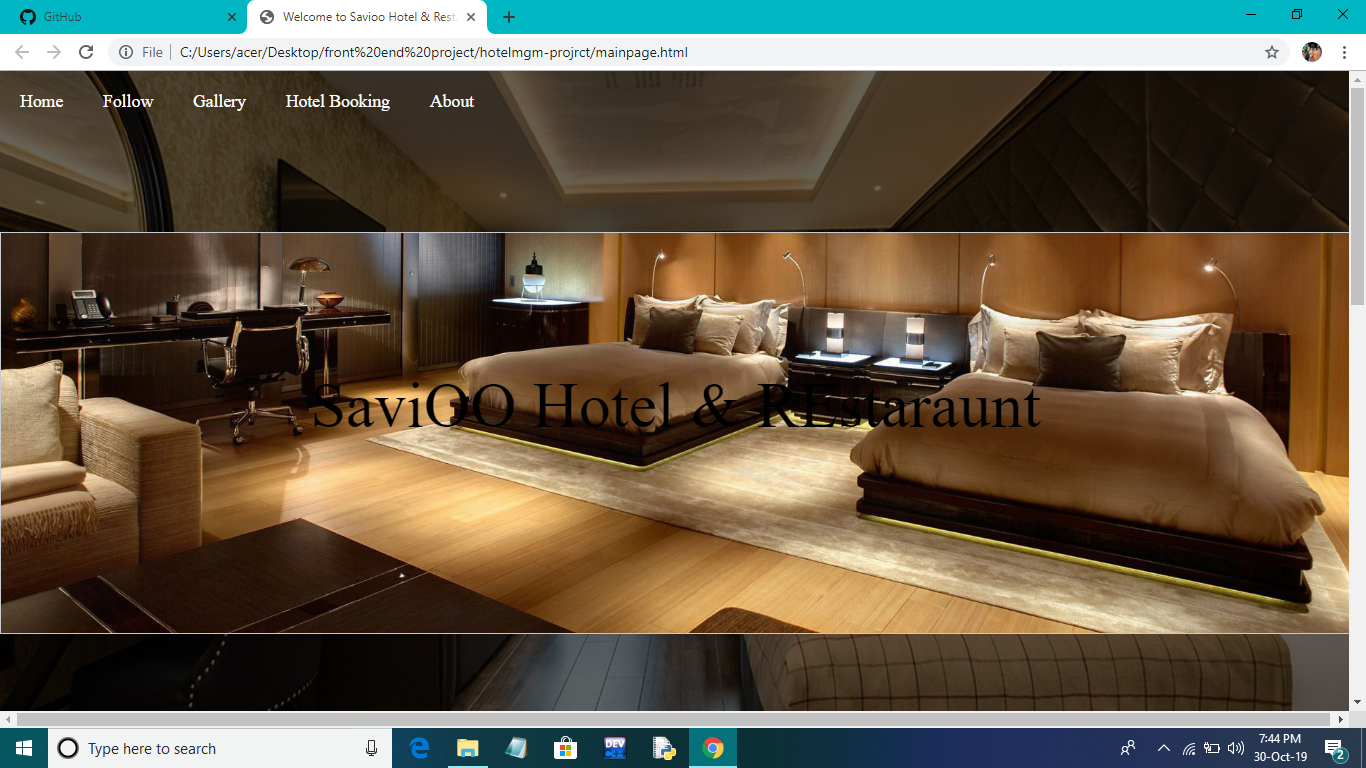 GitHub
Welcome to Savioo Hotel & Rest
File
C:/Users/acer/Desktop/front%20end%20project/hotelmgm-projrct/mainpage.html
Home Follow Gallery Hotel Booking About
SaviOO Hotel & REstaraunt
Type here to search
DEV
7:44 PM
30-Oct-19
2